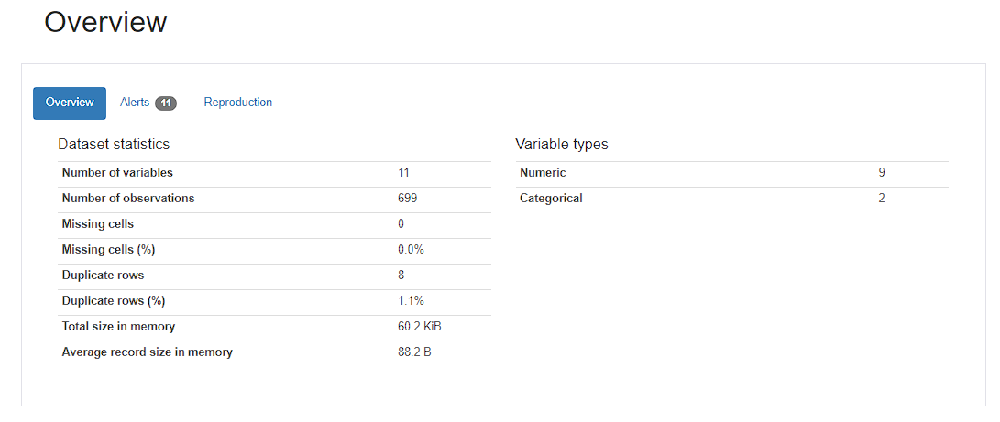 Overview
Overview Alerts 11 Reproduction
Dataset statistics
Number of variables 11
Number of observations 699
Missing cells 0
Missing cells (%) 0.0%
Duplicate rows 8
Duplicate rows (%) 1.1%
Total size in memory 60.2 KiB
Average record size in memory 88.2 B
Variable types
Numeric 9
Categorical 2